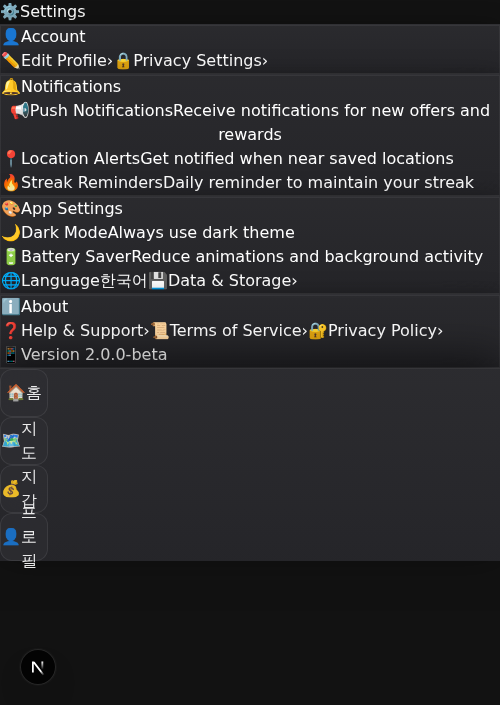 ⚙️Settings
👤Account
✏️Edit Profile›🔒Privacy Settings›
🔔Notifications
📢Push NotificationsReceive notifications for new offers and
rewards
📍Location AlertsGet notified when near saved locations
🔥Streak RemindersDaily reminder to maintain your streak
🎨App Settings
🌙Dark ModeAlways use dark theme
🔋Battery SaverReduce animations and background activity
🌐Language한국어💾Data & Storage›
ℹ️About
❓Help & Support›📜Terms of Service›🔐Privacy Policy›
📱Version 2.0.0-beta
🏠홈
🗺️지
도
💰지
갑
프
👤로
필
N